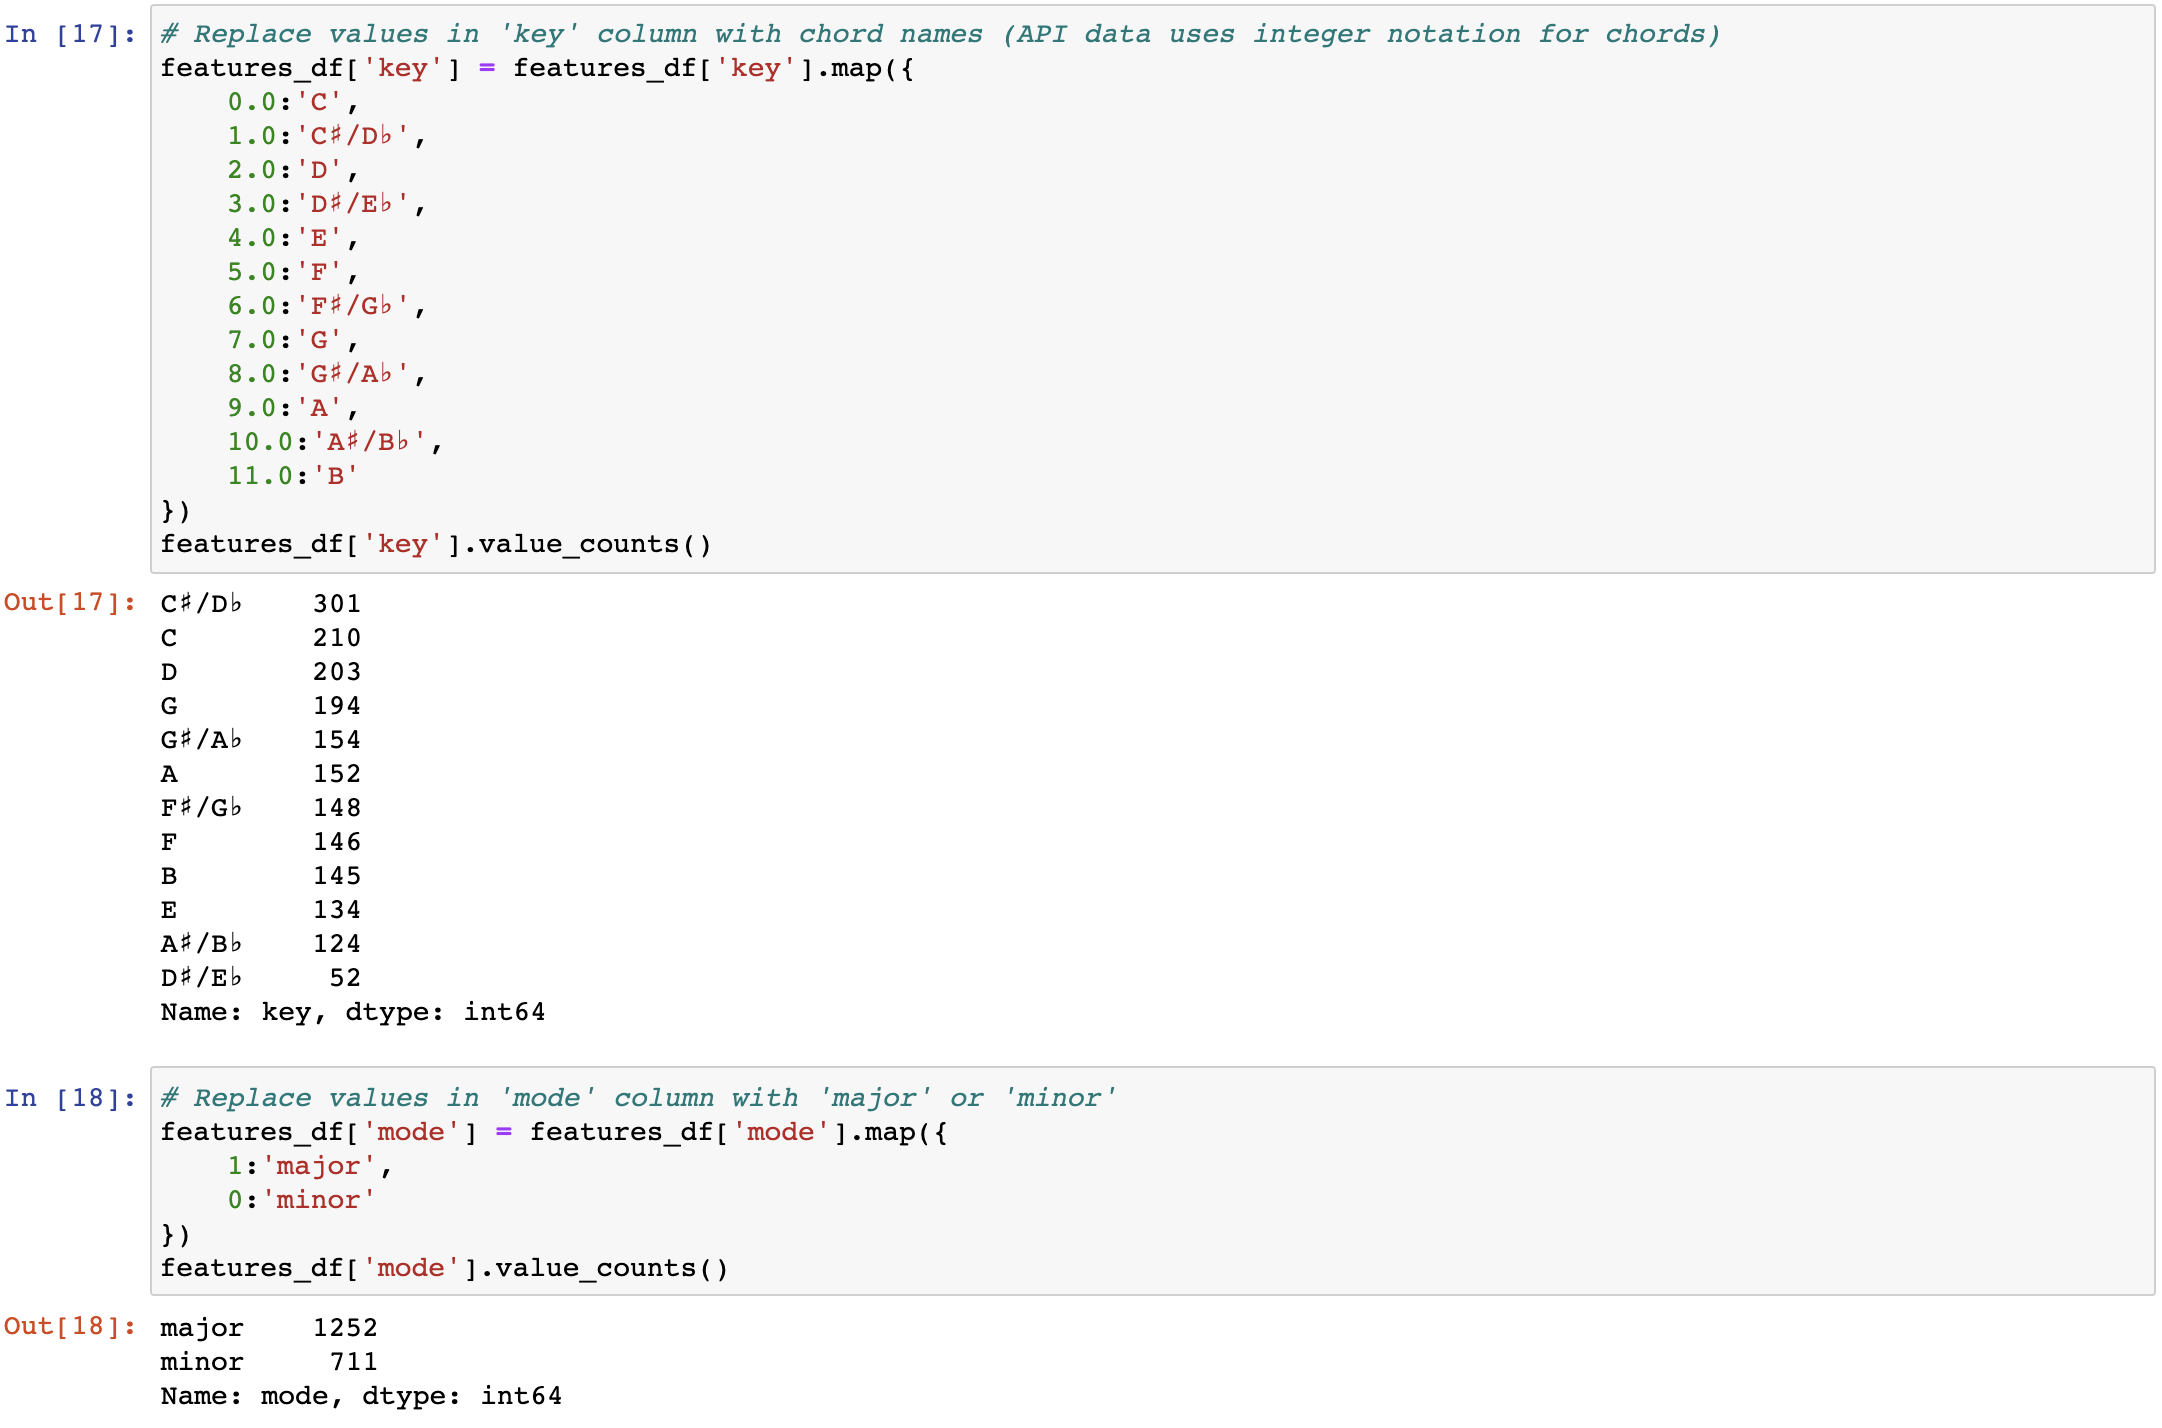 In [17]: # Replace values in 'key' column with chord names (API data uses integer notation for chords)
features_df['key'] = features_df['key'].map({
    0.0:'C',
    1.0:'C♯/D♭',
    2.0:'D',
    3.0:'D♯/E♭',
    4.0:'E',
    5.0:'F',
    6.0:'F♯/G♭',
    7.0:'G',
    8.0:'G♯/A♭',
    9.0:'A',
    10.0:'A♯/B♭',
    11.0:'B'
})
features_df['key'].value_counts()
Out[17]: C♯/D♭    301
C        210
D        203
G        194
G♯/A♭    154
A        152
F♯/G♭    148
F        146
B        145
E        134
A♯/B♭    124
D♯/E♭     52
Name: key, dtype: int64
In [18]: # Replace values in 'mode' column with 'major' or 'minor'
features_df['mode'] = features_df['mode'].map({
    1:'major',
    0:'minor'
})
features_df['mode'].value_counts()
Out[18]: major    1252
minor     711
Name: mode, dtype: int64